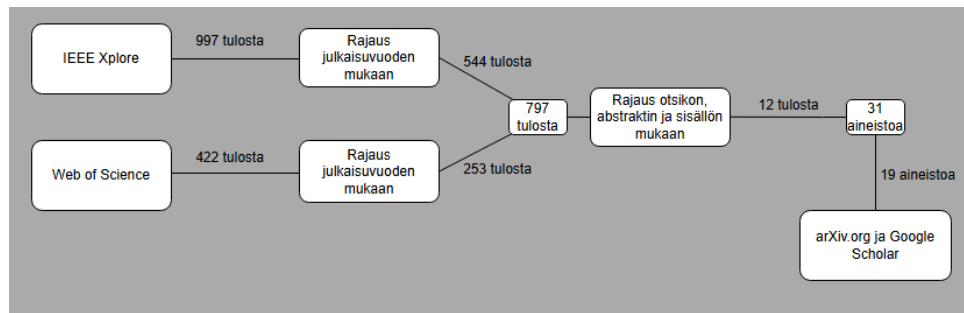 IEEE Xplore
997 tulosta
Rajaus
julkaisuvuoden
mukaan
544 tulosta
Web of Science
422 tulosta
Rajaus
julkaisuvuoden
mukaan
253 tulosta
797
tulosta
Rajaus otsikon,
abstraktin ja sisällön
mukaan
12 tulosta
31
aineistoa
19 aineistoa
arXiv.org ja Google
Scholar